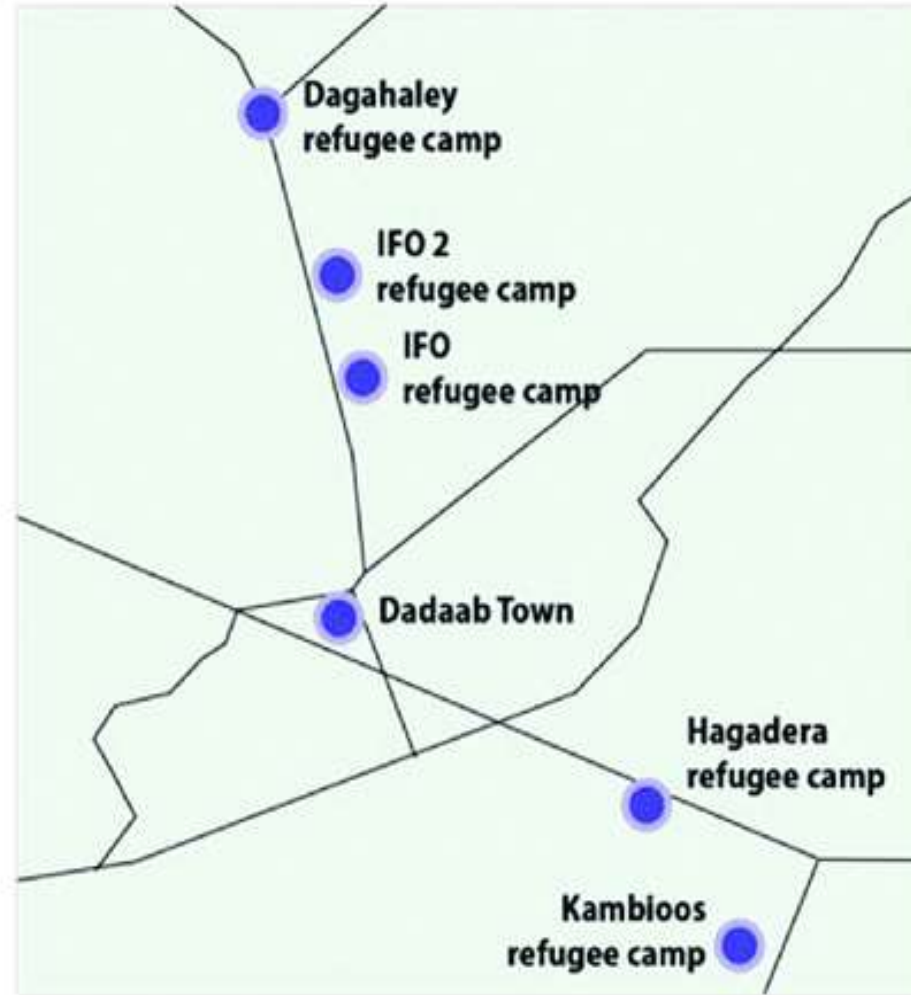 Dagahaley
refugee camp
IFO 2
refugee camp
IFO
refugee camp
Dadaab Town
Hagadera
refugee camp
Kambioos
refugee camp